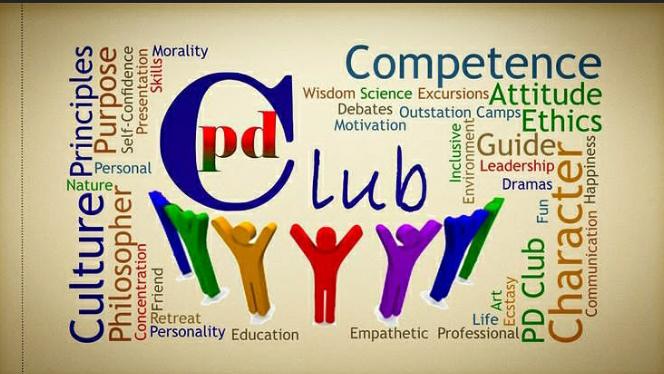 Principles
Purpose
Self-Confidence
Presentation
Skills
Morality
Personal
Nature
Cpd
Club
Competence
Wisdom Science Excursions
Attitude
Debates
Outstation Camps
Ethics
Motivation
Inclusive
Environment
Guide
Leadership
Dramas
Fun
Character
Happiness
Communication
Culture
Philosopher
Concentration
Friend
Retreat
Personality
Education
Empathetic
Professional
Life
Art
Ecstasy
PD Club